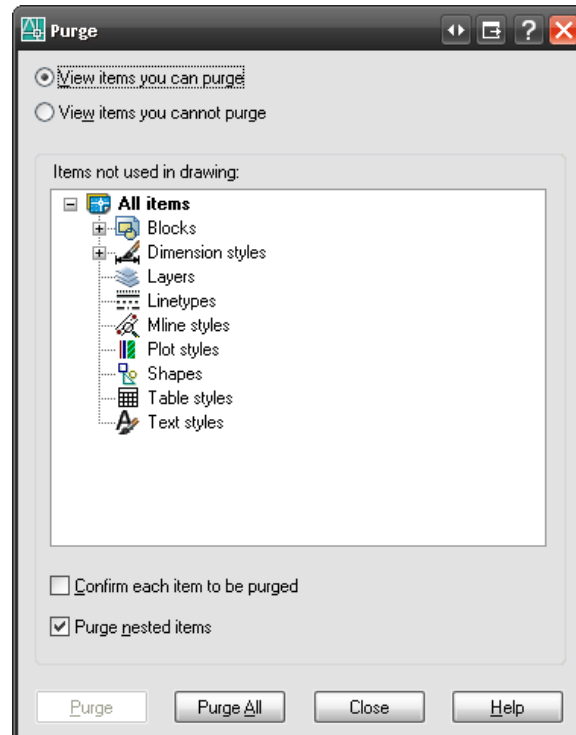 Purge
View items you can purge
View items you cannot purge
Items not used in drawing:
All items
Blocks
Dimension styles
Layers
Linetypes
Mline styles
Plot styles
Shapes
Table styles
Text styles
Confirm each item to be purged
Purge nested items
Purge Purge All Close Help